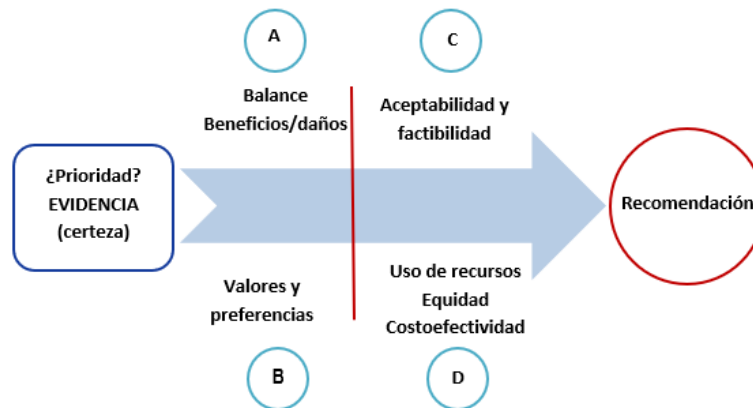 A
C
Balance
Beneficios/daños
Aceptabilidad y
factibilidad
¿Prioridad?
EVIDENCIA
(certeza)
Recomendación
Valores y
preferencias
Uso de recursos
Equidad
Costoefectividad
B
D